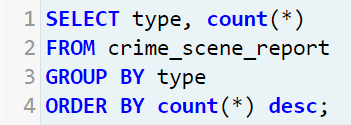 1 SELECT type, count(*)
2 FROM crime_scene_report
3 GROUP BY type
4 ORDER BY count(*) desc;